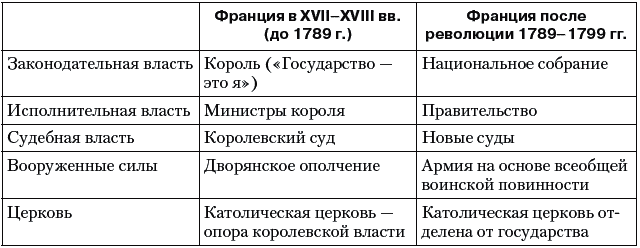 Франция в XVII–XVIII вв. (до 1789 г.)
Франция после революции 1789–1799 гг.
Законодательная власть
Король («Государство —
это я»)
Национальное собрание
Исполнительная власть
Министры короля
Правительство
Судебная власть
Королевский суд
Новые суды
Вооруженные силы
Дворянское ополчение
Армия на основе всеобщей
воинской повинности
Церковь
Католическая церковь —
опора королевской власти
Католическая церковь от-
делена от государства